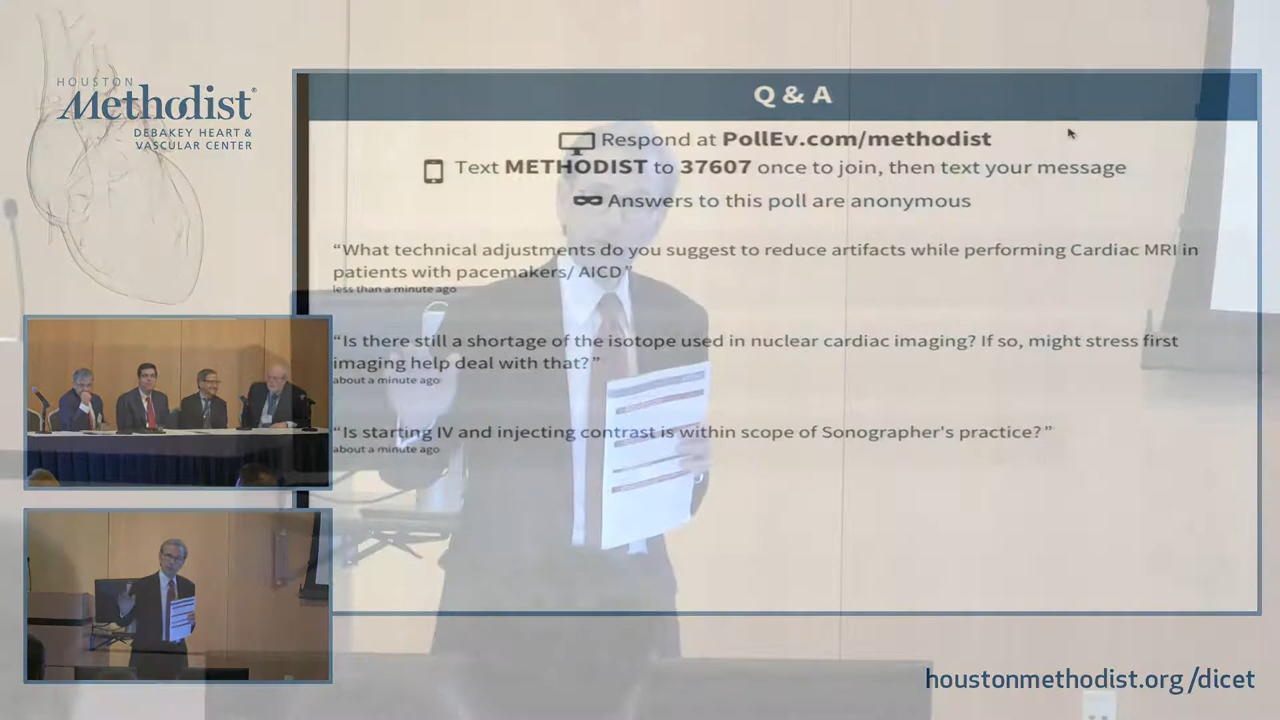 HOUSTON
Methodist®
DEBAKEY HEART &
VASCULAR CENTER
Q & A
Respond at PollEv.com/methodist
Text METHODIST to 37607 once to join, then text your message
Answers to this poll are anonymous
“What technical adjustments do you suggest to reduce artifacts while performing Cardiac MRI in
patients with pacemakers/ AICD”
less than a minute ago
“Is there still a shortage of the isotope used in nuclear cardiac imaging? If so, might stress first
imaging help deal with that?”
about a minute ago
“Is starting IV and injecting contrast is within scope of Sonographer's practice?”
about a minute ago
houstonmethodist.org/dicet